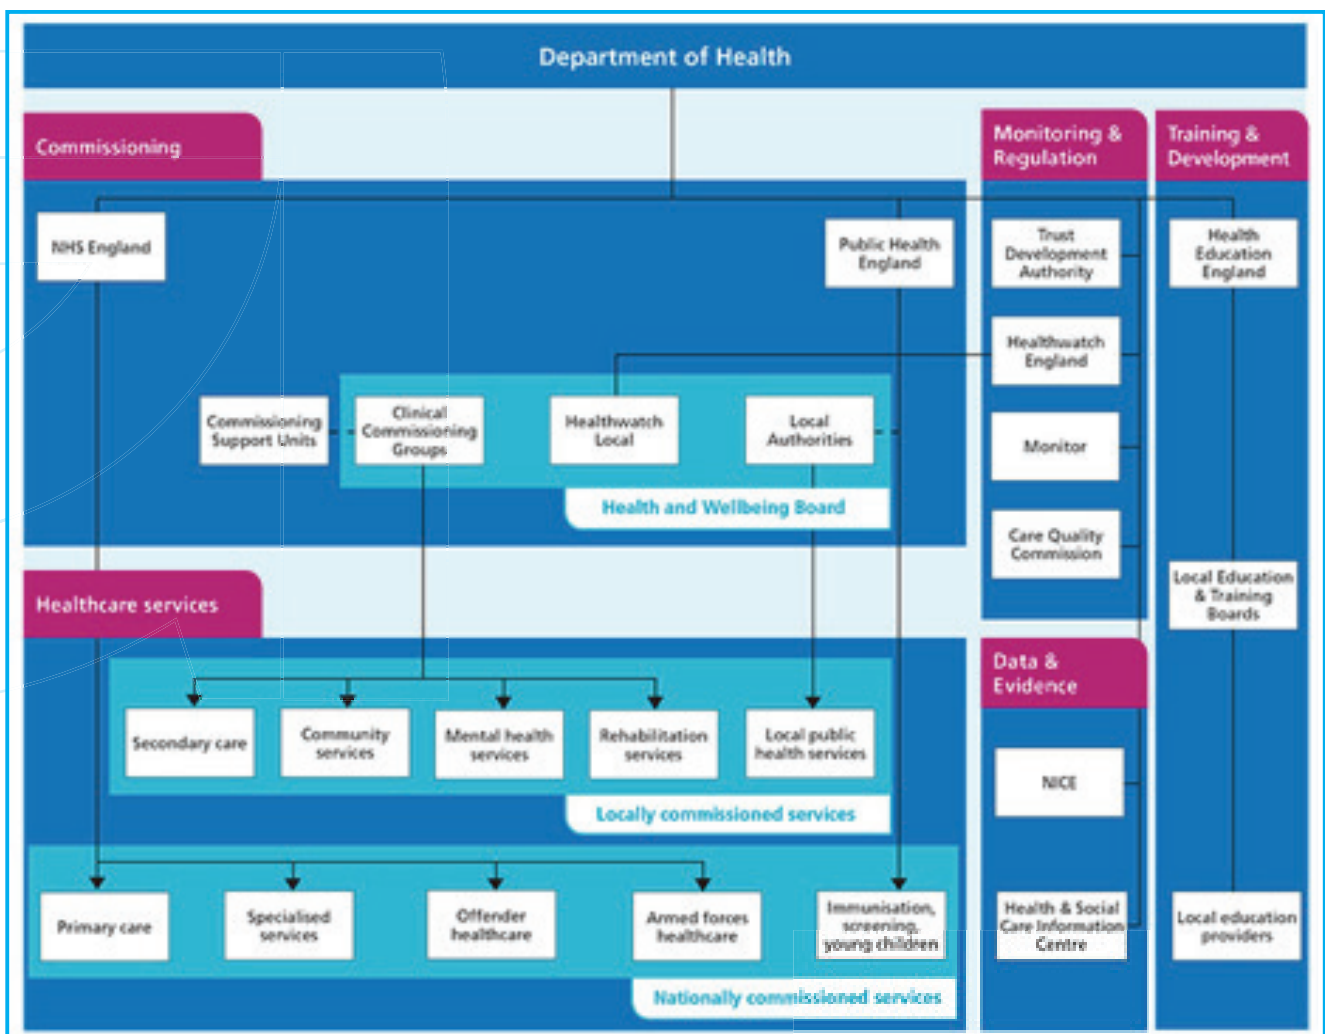 Department of Health
Commissioning
Monitoring &
Regulation
Training &
Development
NHS England
Public Health
England
Trust
Development
Authority
Health
Education
England
Healthwatch
England
Commissioning
Support Units
Clinical
Commissioning
Groups
Healthwatch
Local
Local
Authorities
Monitor
Health and Wellbeing Board
Care Quality
Commission
Local Education
& Training
Boards
Healthcare services
Data &
Evidence
Secondary care
Community
services
Mental health
services
Rehabilitation
services
Local public
health services
NICE
Locally commissioned services
Primary care
Specialised
services
Offender
healthcare
Armed forces
healthcare
Immunisation,
screening,
young children
Health & Social
Care Information
Centre
Local education
providers
Nationally commissioned services